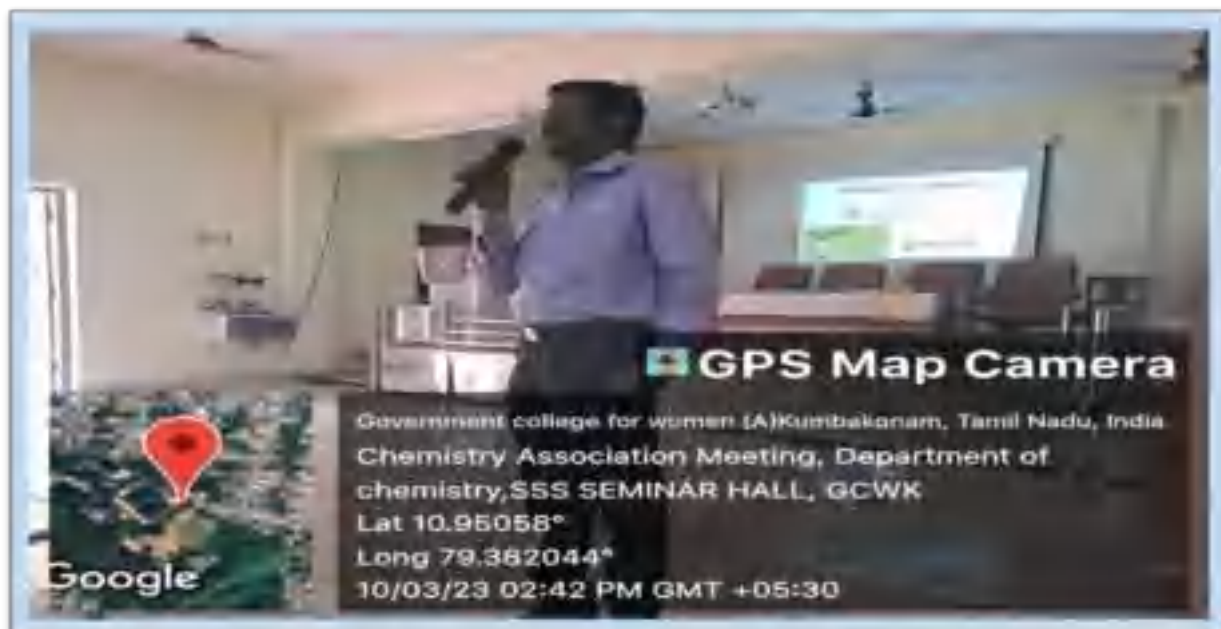 GPS Map Camera
Government college for women (A)Kumbakonam, Tamil Nadu, India
Chemistry Association Meeting, Department of
chemistry,SSS SEMINAR HALL, GCWK
Lat 10.95058°
Long 79.382044°
10/03/23 02:42 PM GMT +05:30
Google